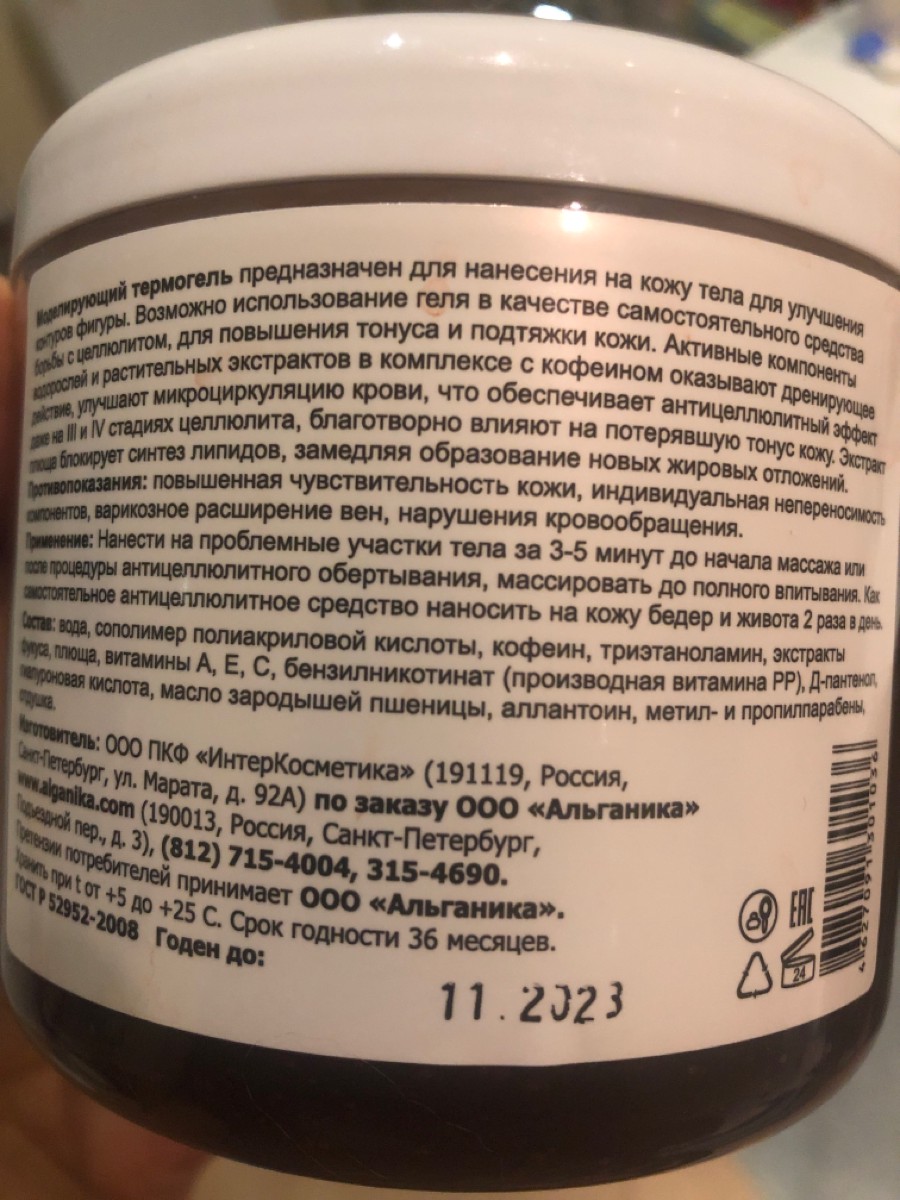 Моделирующий термогель предназначен для нанесения на кожу тела для улучшения
контуров фигуры. Возможно использование геля в качестве самостоятельного средства
борьбы с целлюлитом, для повышения тонуса и подтяжки кожи. Активные компоненты
водорослей и растительных экстрактов в комплексе с кофеином оказывают дренирующее
действие, улучшают микроциркуляцию крови, что обеспечивает антицеллюлитный эффект
даже на III и IV стадиях целлюлита, благотворно влияют на потерявшую тонус кожу. Экстракт
плюща блокирует синтез липидов, замедляя образование новых жировых отложений.
Противопоказания: повышенная чувствительность кожи, индивидуальная непереносимость
компонентов, варикозное расширение вен, нарушения кровообращения.
Применение: Нанести на проблемные участки тела за 3-5 минут до начала массажа или
после процедуры антицеллюлитного обертывания, массировать до полного впитывания. Как
самостоятельное антицеллюлитное средство наносить на кожу бедер и живота 2 раза в день.
Состав: вода, сополимер полиакриловой кислоты, кофеин, триэтаноламин, экстракты
фукуса, плюща, витамины А, Е, С, бензилникотинат (производная витамина РР), Д-пантенол,
гиалуроновая кислота, масло зародышей пшеницы, аллантоин, метил- и пропилпарабены,
отдушка.
Изготовитель: ООО ПКФ «ИнтерКосметика» (191119, Россия,
Санкт-Петербург, ул. Марата, д. 92А) по заказу ООО «Альганика»
www.alganika.com (190013, Россия, Санкт-Петербург,
Подъездной пер., д. 3), (812) 715-4004, 315-4690.
Претензии потребителей принимает ООО «Альганика».
Хранить при t от +5 до +25 С. Срок годности 36 месяцев.
ГОСТ Р 52952-2008 Годен до:
11.2023
EAC
24
4627091301036